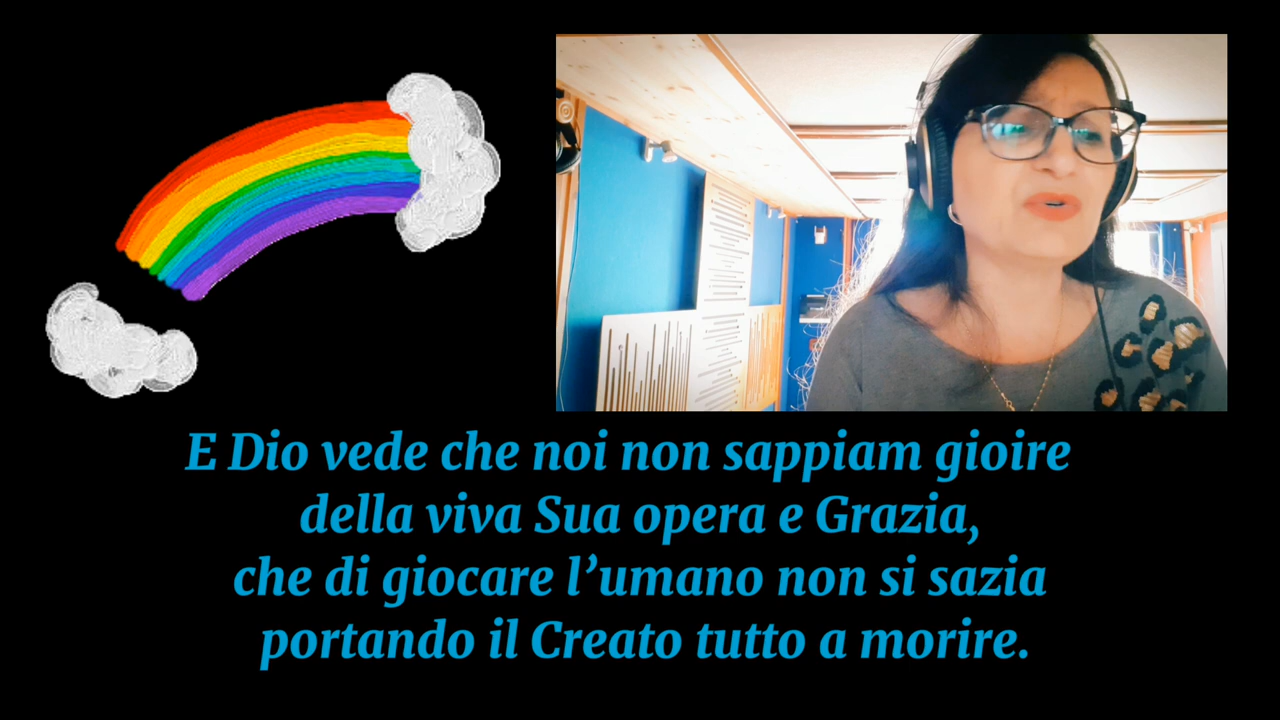 E Dio vede che noi non sappiam gioire
della viva Sua opera e Grazia,
che di giocare l’umano non si sazia
portando il Creato tutto a morire.